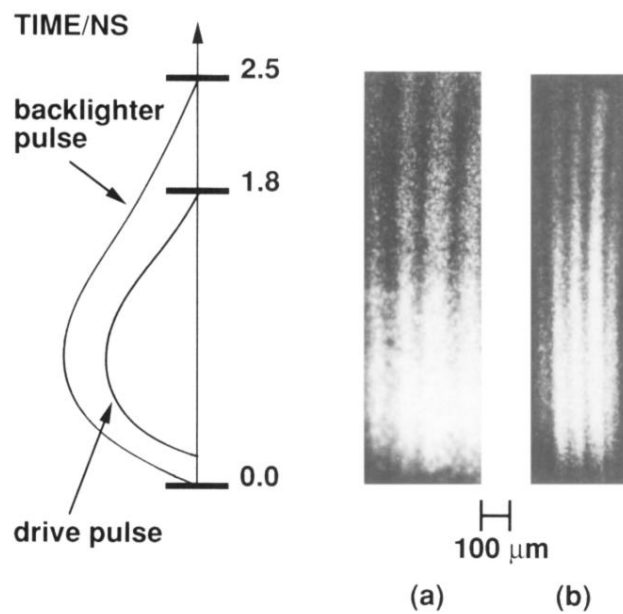 TIME/NS
2.5
backlighter
pulse
1.8
0.0
drive pulse
100 μm
(a)
(b)